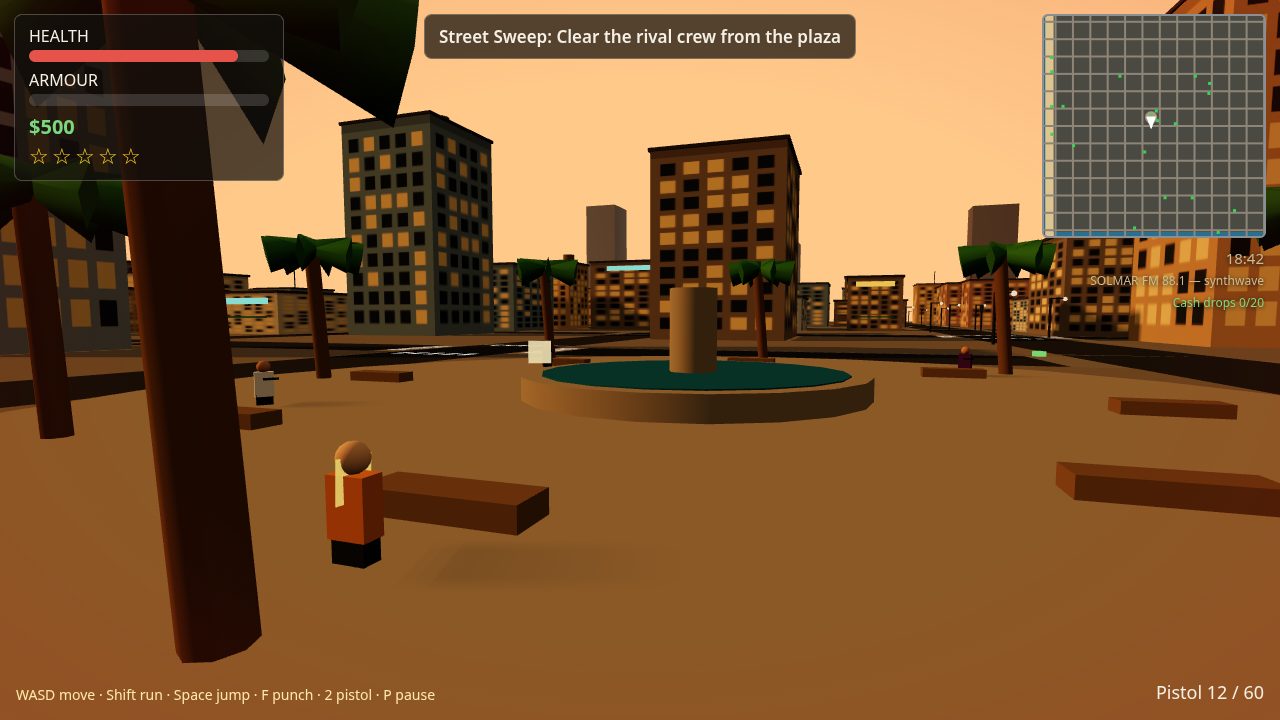 HEALTH
ARMOUR
$500
☆☆☆☆☆
Street Sweep: Clear the rival crew from the plaza
18:42
SOLMAR FM 88.1 — synthwave
Cash drops 0/20
WASD move · Shift run · Space jump · F punch · 2 pistol · P pause
Pistol 12 / 60